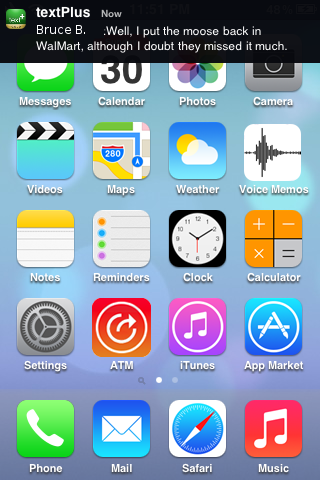 textPlus Now
Bruce B. .Well, I put the moose back in
WalMart, although I doubt they missed it much.
30
Messages Calendar Photos Camera
280
Videos Maps Weather Voice Memos
Notes Reminders Clock Calculator
Settings ATM iTunes App Market
Phone Mail Safari Music